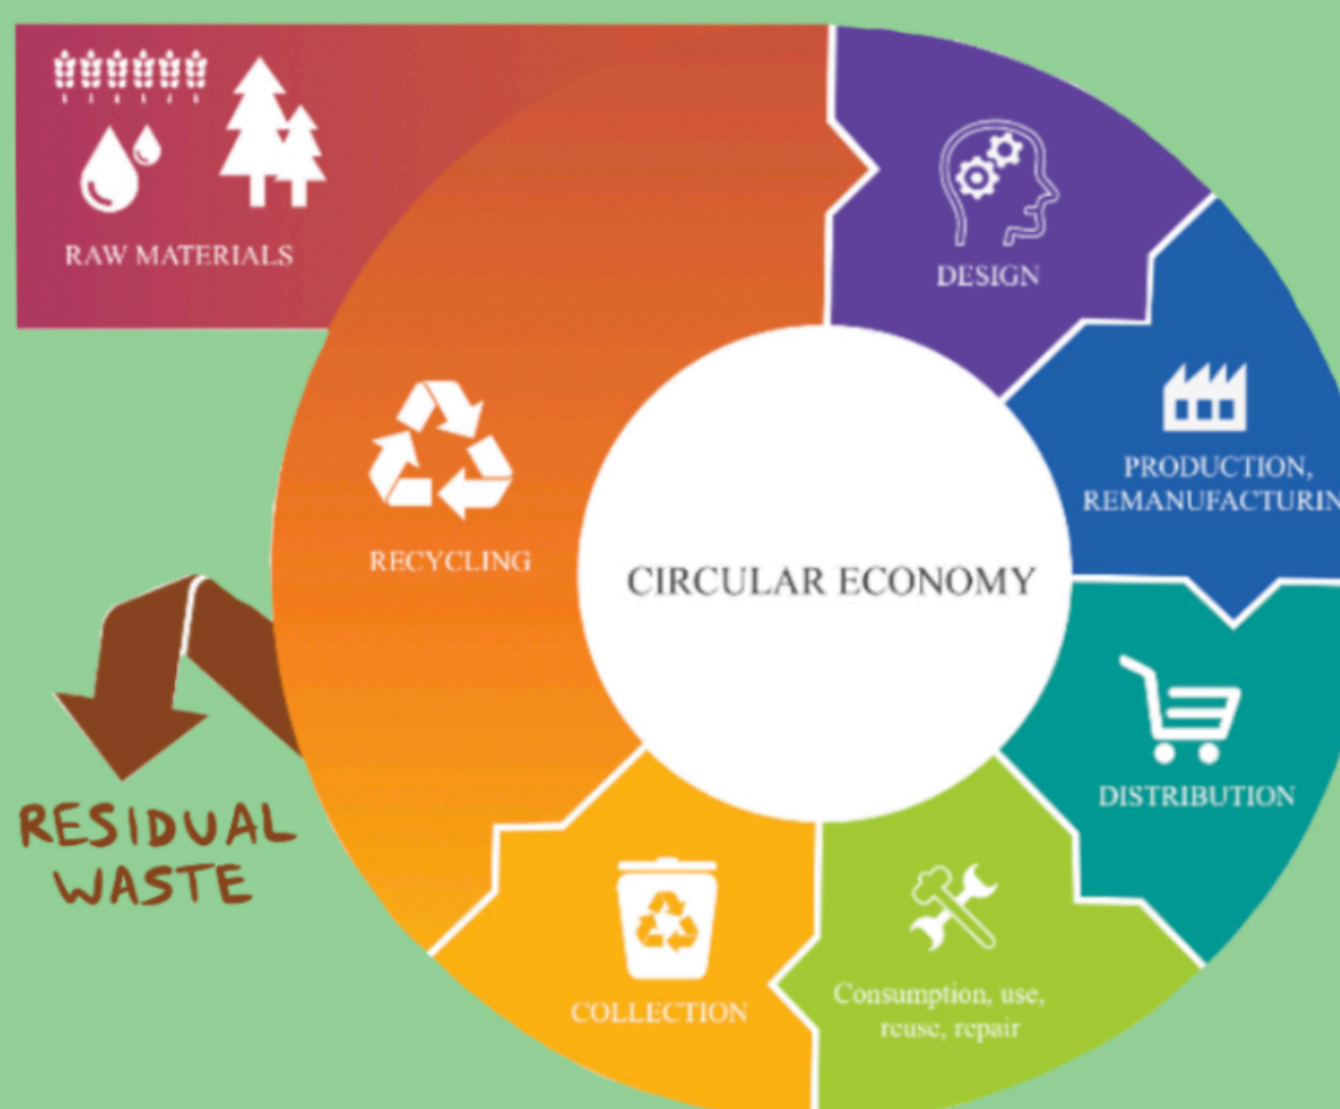 RAW MATERIALS
DESIGN
PRODUCTION,
REMANUFACTURIN
RECYCLING
CIRCULAR ECONOMY
DISTRIBUTION
RESIDUAL
WASTE
Consumption, use,
reuse, repair
COLLECTION